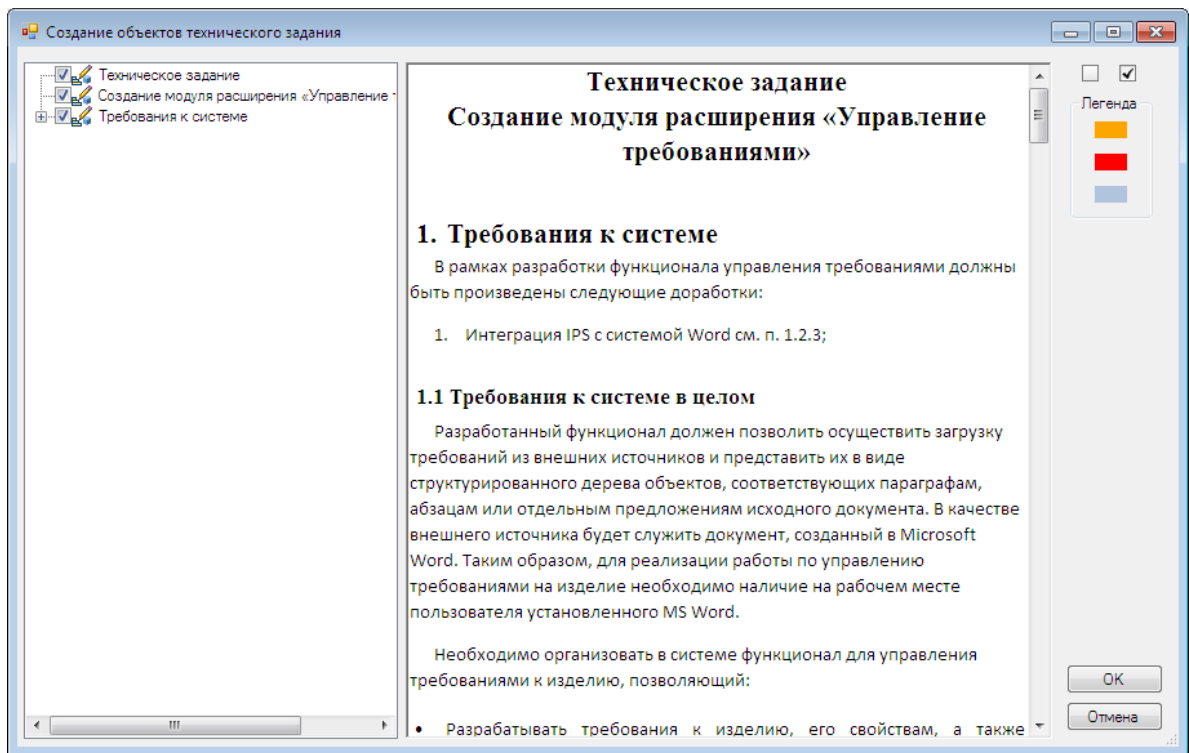 Создание объектов технического задания
Техническое задание
Создание модуля расширения «Управление
Требования к системе
Техническое задание
Создание модуля расширения «Управление
требованиями»
1. Требования к системе
В рамках разработки функционала управления требованиями должны
быть произведены следующие доработки:
1. Интеграция IPS с системой Word см. п. 1.2.3;
1.1 Требования к системе в целом
Разработанный функционал должен позволить осуществить загрузку
требований из внешних источников и представить их в виде
структурированного дерева объектов, соответствующих параграфам,
абзацам или отдельным предложениям исходного документа. В качестве
внешнего источника будет служить документ, созданный в Microsoft
Word. Таким образом, для реализации работы по управлению
требованиями на изделие необходимо наличие на рабочем месте
пользователя установленного MS Word.
Необходимо организовать в системе функционал для управления
требованиями к изделию, позволяющий:
• Разрабатывать требования к изделию, его свойствам, а также
Легенда
OK
Отмена